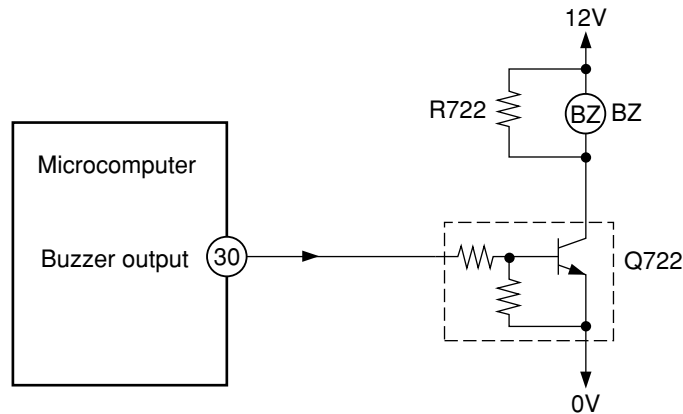 12V
R722
BZ BZ
Microcomputer
Buzzer output 30
Q722
0V